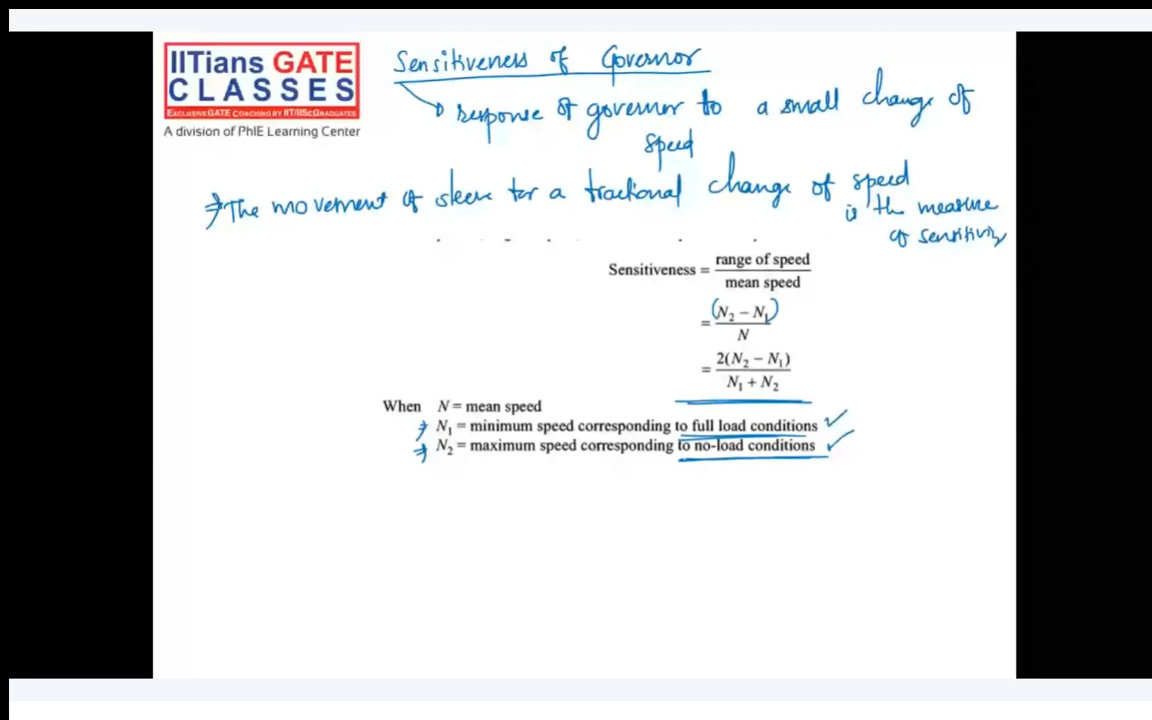 IITians GATE
CLASSES
EXCLUSIVE GATE COACHING BY IIT/IISC GRADUATES
A division of PhIE Learning Center
Sensitiveness of Governor
response of governor to a small change of
speed
The movement of sleeve for a fractional change of speed
is the measure
of sensitivity
Sensitiveness = range of speed / mean speed
= (N₂ − N₁) / N
= 2(N₂ − N₁) / N₁ + N₂
When N = mean speed
N₁ = minimum speed corresponding to full load conditions
N₂ = maximum speed corresponding to no-load conditions